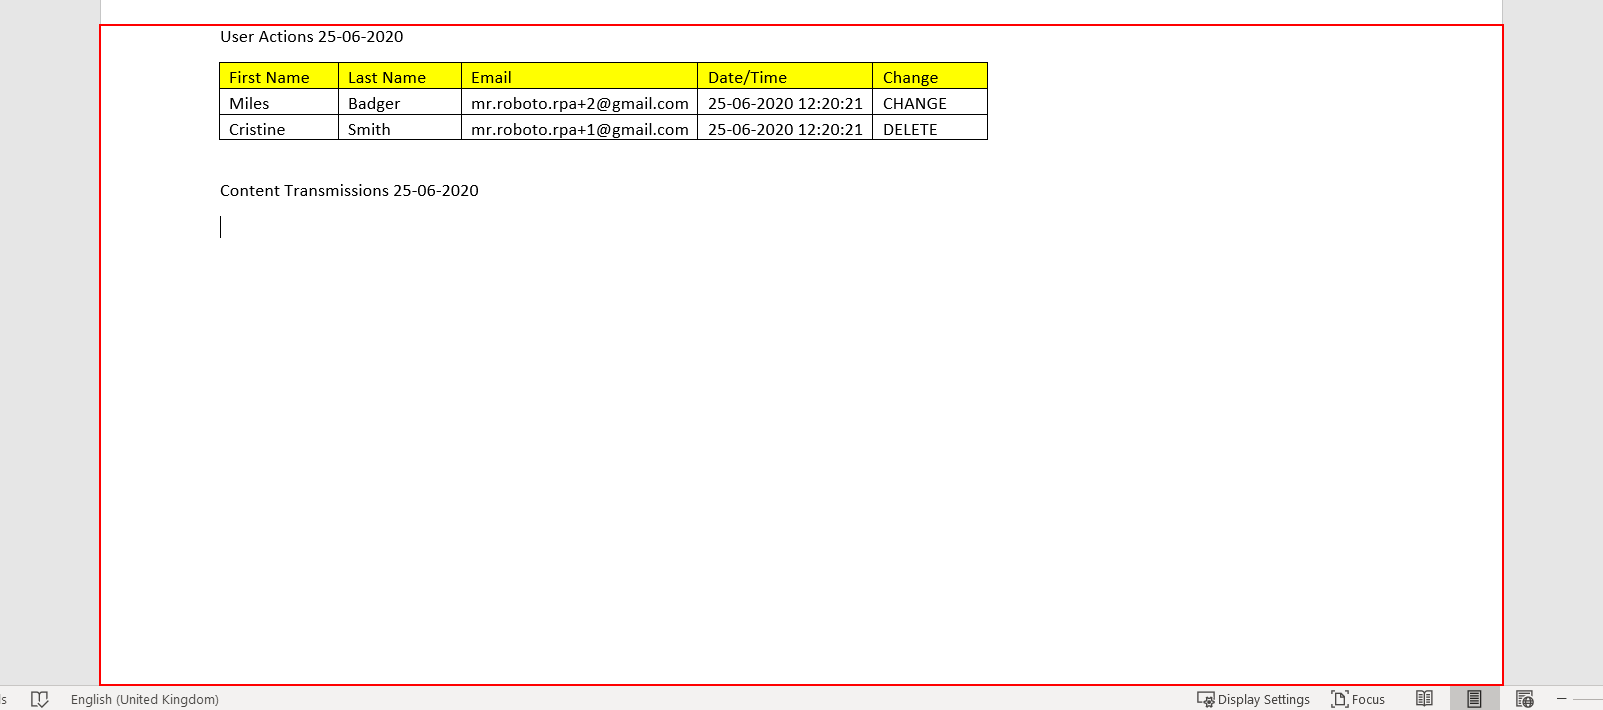 User Actions 25-06-2020
First Name Last Name Email Date/Time Change
Miles Badger mr.roboto.rpa+2@gmail.com 25-06-2020 12:20:21 CHANGE
Cristine Smith mr.roboto.rpa+1@gmail.com 25-06-2020 12:20:21 DELETE
Content Transmissions 25-06-2020
English (United Kingdom) Display Settings Focus